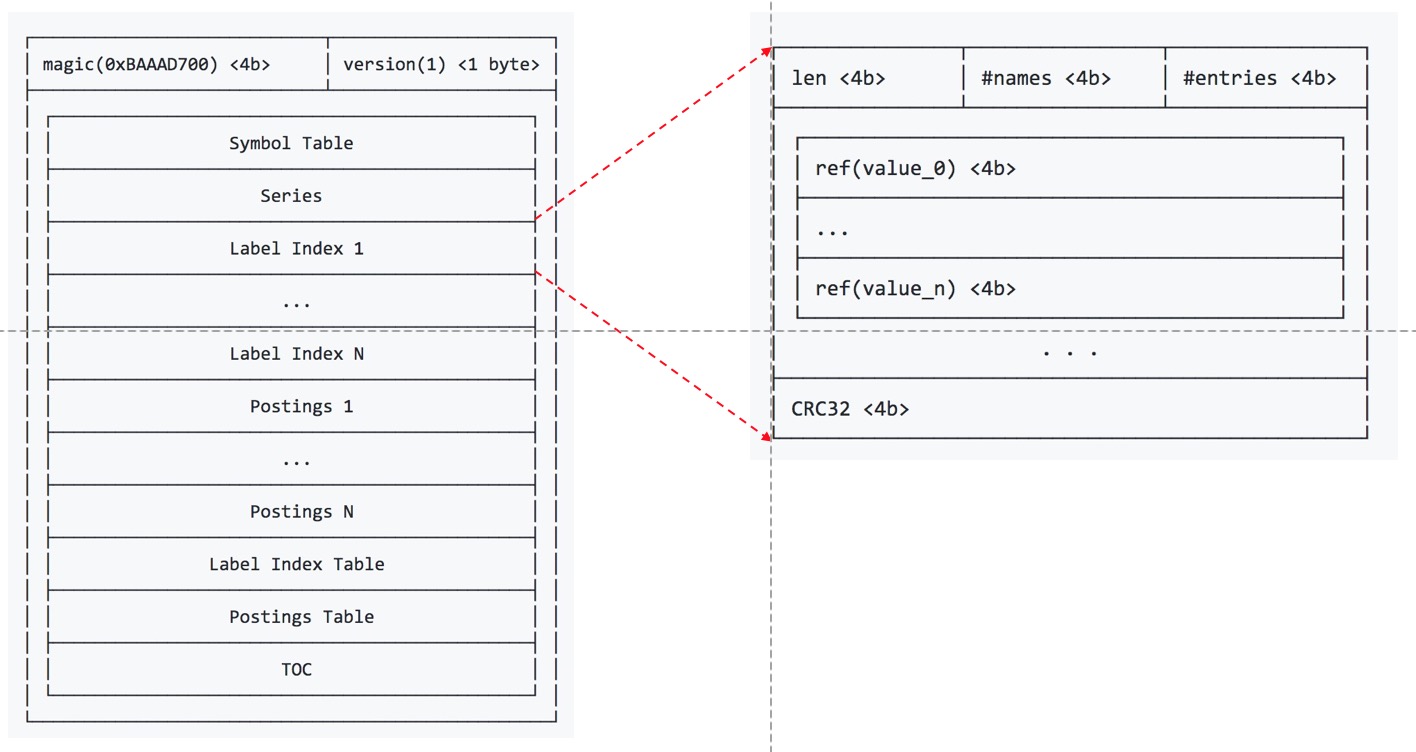 magic(0xBAAAD700) <4b>
version(1) <1 byte>
Symbol Table
Series
Label Index 1
...
Label Index N
Postings 1
...
Postings N
Label Index Table
Postings Table
TOC
len <4b>
#names <4b>
#entries <4b>
ref(value_0) <4b>
...
ref(value_n) <4b>
. . .
CRC32 <4b>